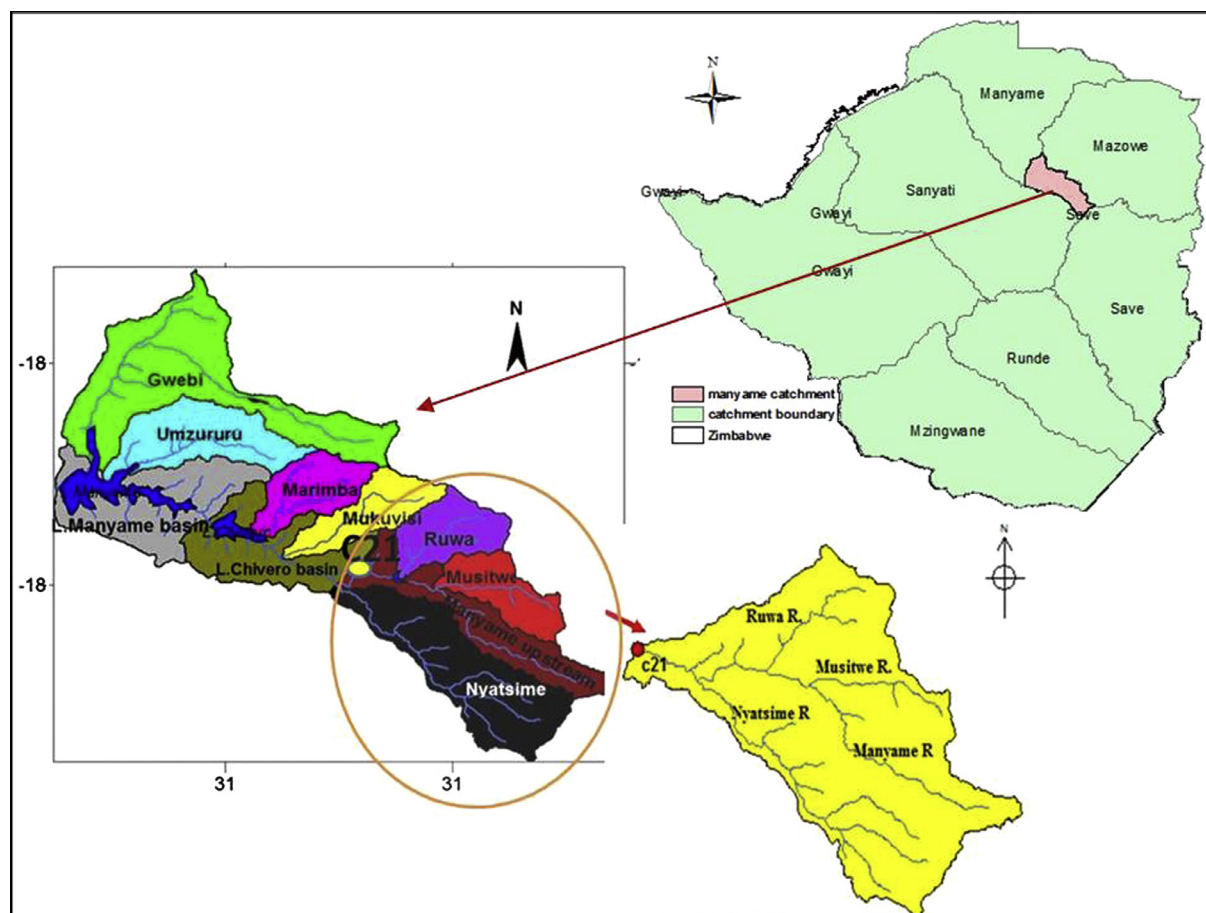 N
Manyame
Mazowe
Gwayi
Sanyati
Gwayi
Save
Gwayi
Save
Runde
Mzingwane
manyame catchment
catchment boundary
Zimbabwe
N
-18
-18
31
31
Gwebi
Umzururu
Marimba
Mukuvisi
L.Manyame basin
C21
Ruwa
L.Chivero basin
Musitwe
Manyame up stream
Nyatsime
N
Ruwa R.
c21
Musitwe R.
Nyatsime R
Manyame R